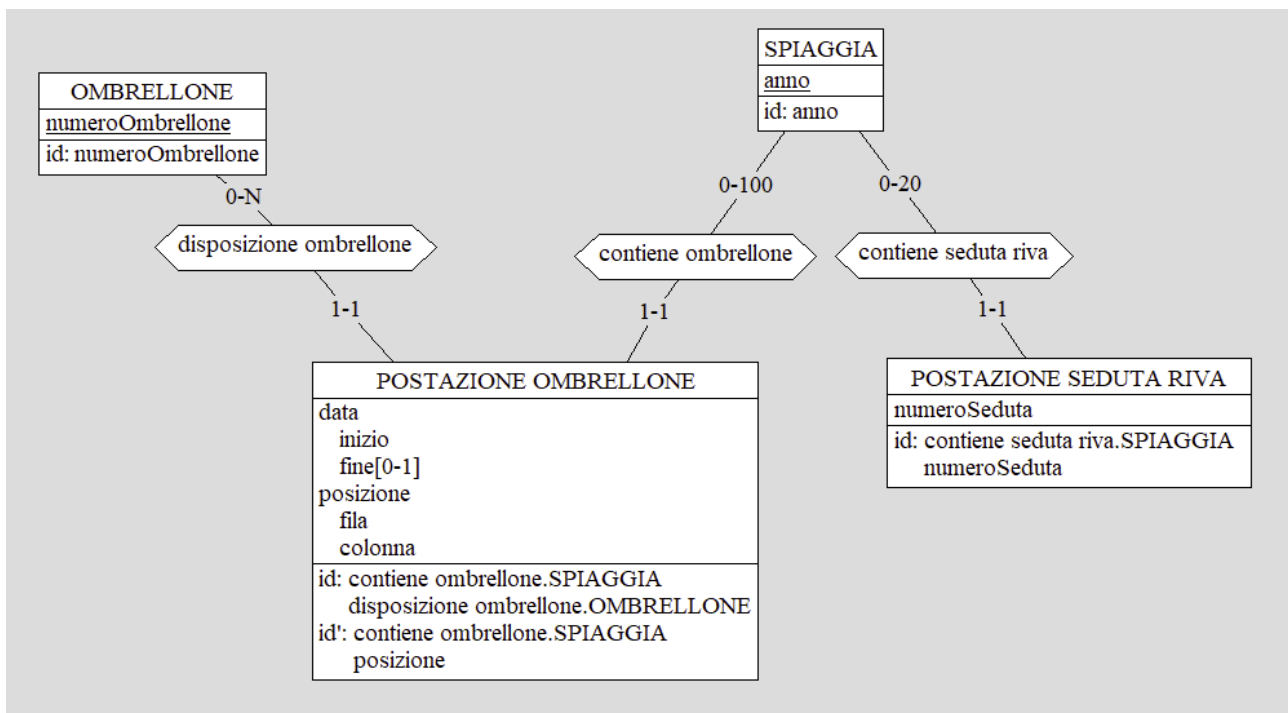 SPIAGGIA
anno
id: anno
OMBRELLONE
numeroOmbrellone
id: numeroOmbrellone
0-N
0-100
0-20
disposizione ombrellone
contiene ombrellone
contiene seduta riva
1-1
1-1
1-1
POSTAZIONE OMBRELLONE
data
inizio
fine[0-1]
posizione
fila
colonna
id: contiene ombrellone.SPIAGGIA
disposizione ombrellone.OMBRELLONE
id': contiene ombrellone.SPIAGGIA
posizione
POSTAZIONE SEDUTA RIVA
numeroSeduta
id: contiene seduta riva.SPIAGGIA
numeroSeduta